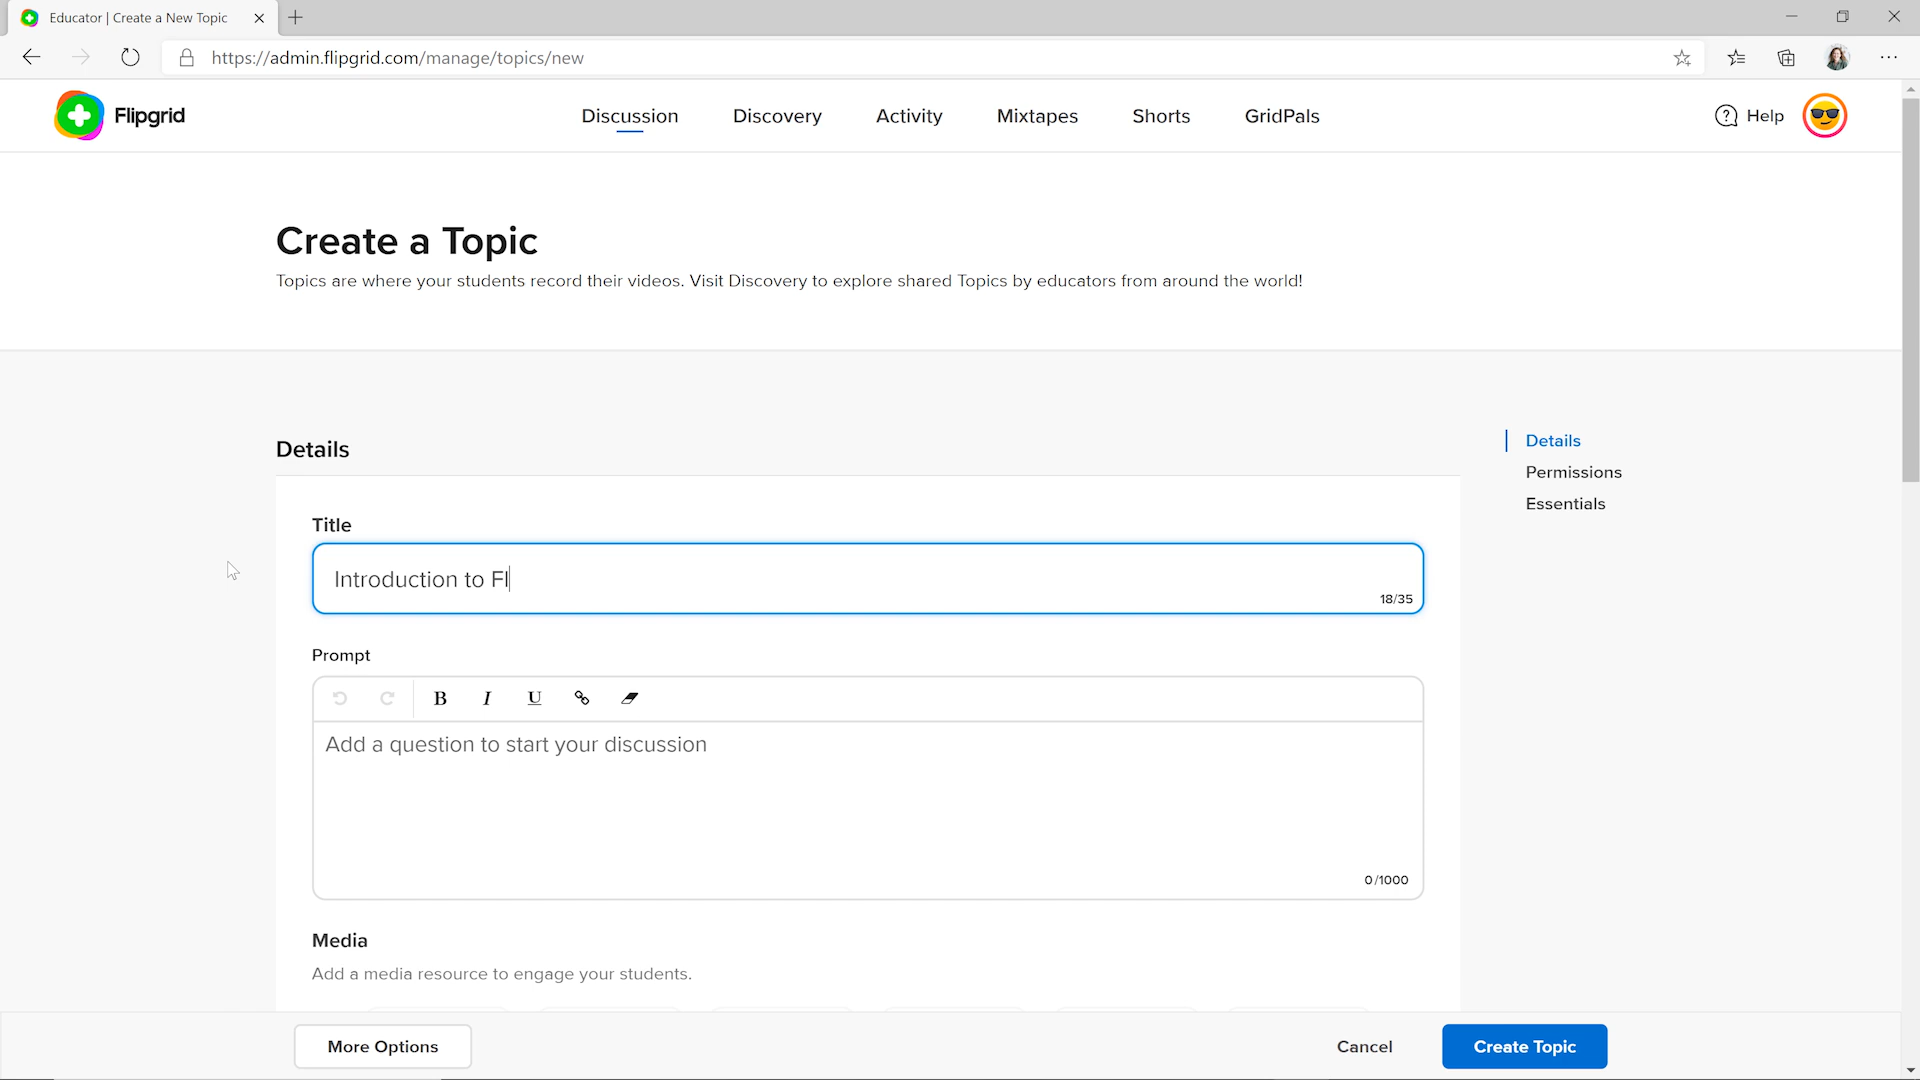 Educator | Create a New Topic
https://admin.flipgrid.com/manage/topics/new
Flipgrid
Discussion
Discovery
Activity
Mixtapes
Shorts
GridPals
? Help
Create a Topic
Topics are where your students record their videos. Visit Discovery to explore shared Topics by educators from around the world!
Details
Details
Permissions
Essentials
Title
Introduction to Fl
18/35
Prompt
B I U
Add a question to start your discussion
0/1000
Media
Add a media resource to engage your students.
More Options
Cancel
Create Topic